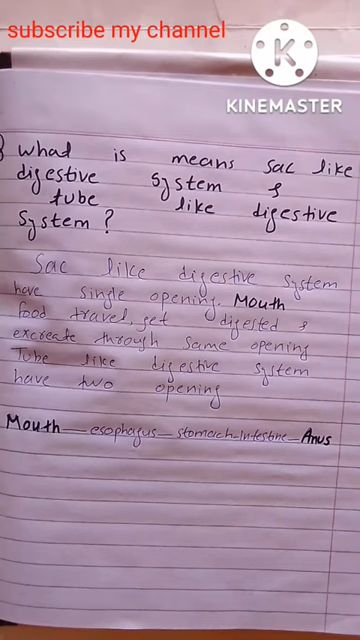 subscribe my channel
K
KINEMASTER
What is means sac like
digestive system &
tube like digestive
system?
Sac like digestive system
have single opening. Mouth
food travel, get digested &
excreate through same opening
Tube like digestive system
have two opening
Mouth — esophagus — stomerch - intestine — Anus